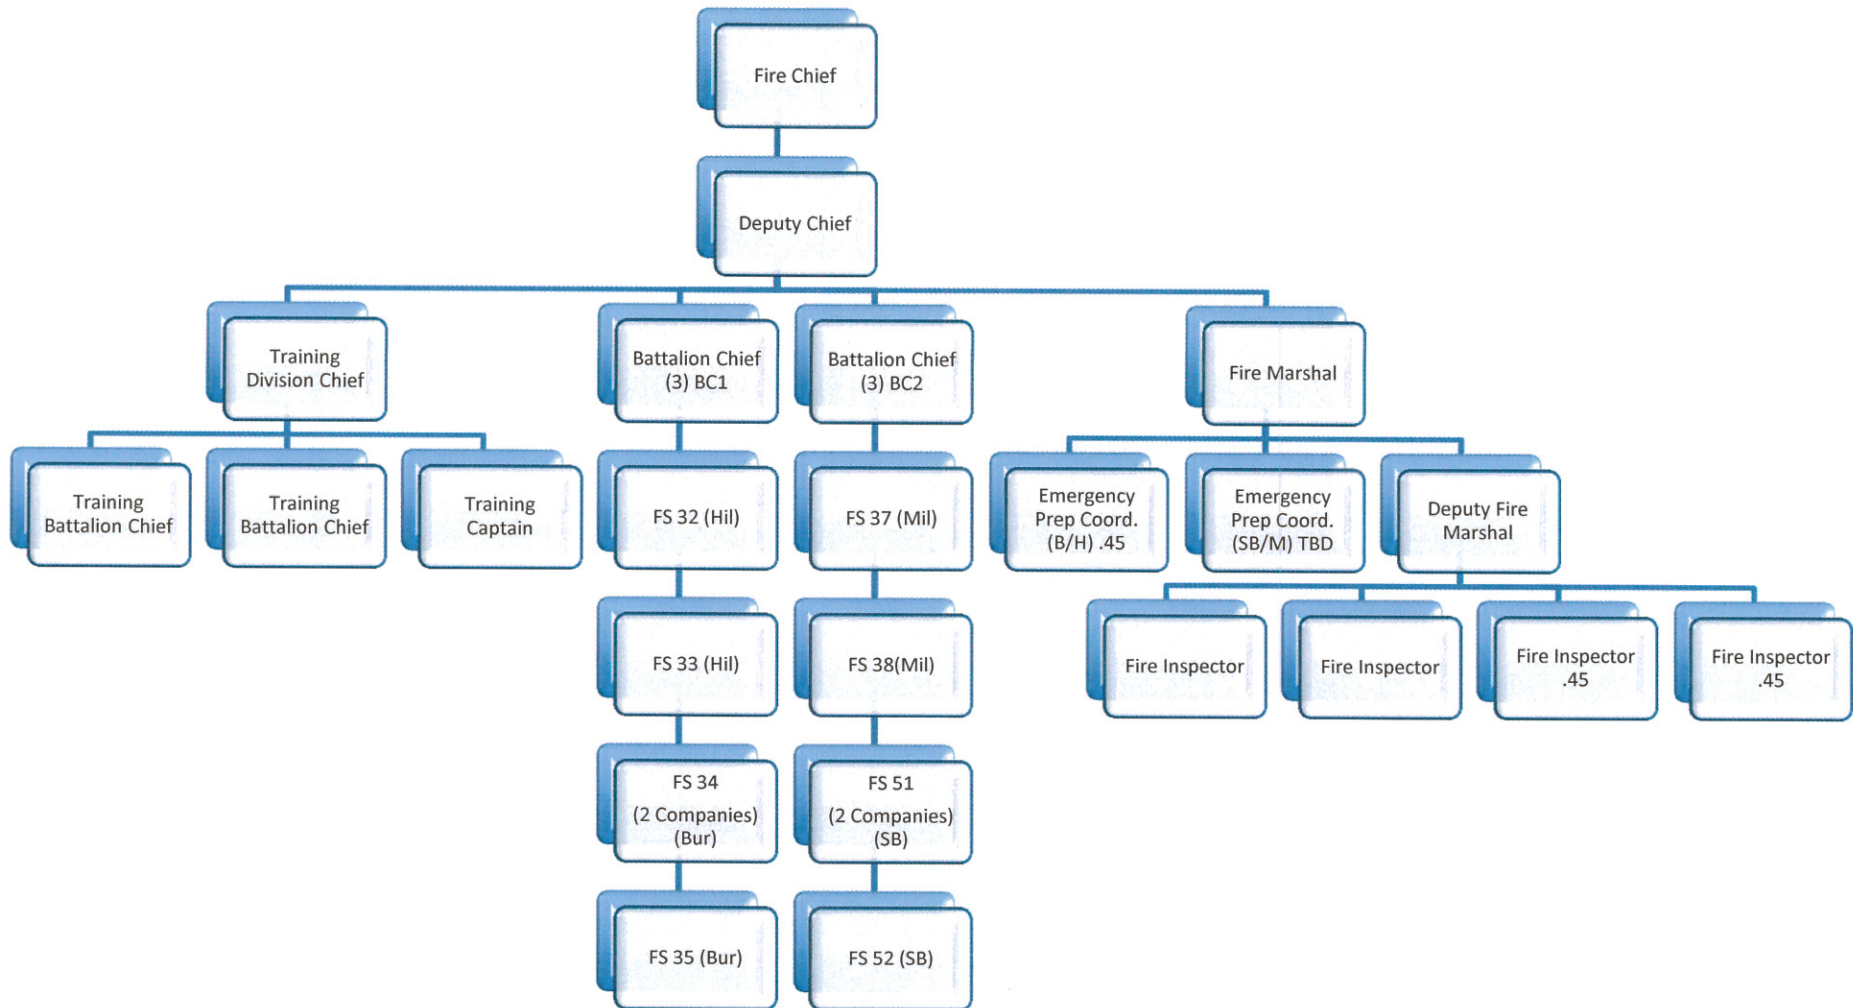 Fire Chief
Deputy Chief
Training
Division Chief
Battalion Chief
(3) BC1
Battalion Chief
(3) BC2
Fire Marshal
Training
Battalion Chief
Training
Battalion Chief
Training
Captain
FS 32 (Hil)
FS 37 (Mil)
Emergency
Prep Coord.
(B/H) .45
Emergency
Prep Coord.
(SB/M) TBD
Deputy Fire
Marshal
FS 33 (Hil)
FS 38(Mil)
Fire Inspector
Fire Inspector
Fire Inspector
.45
Fire Inspector
.45
FS 34
(2 Companies)
(Bur)
FS 51
(2 Companies)
(SB)
FS 35 (Bur)
FS 52 (SB)